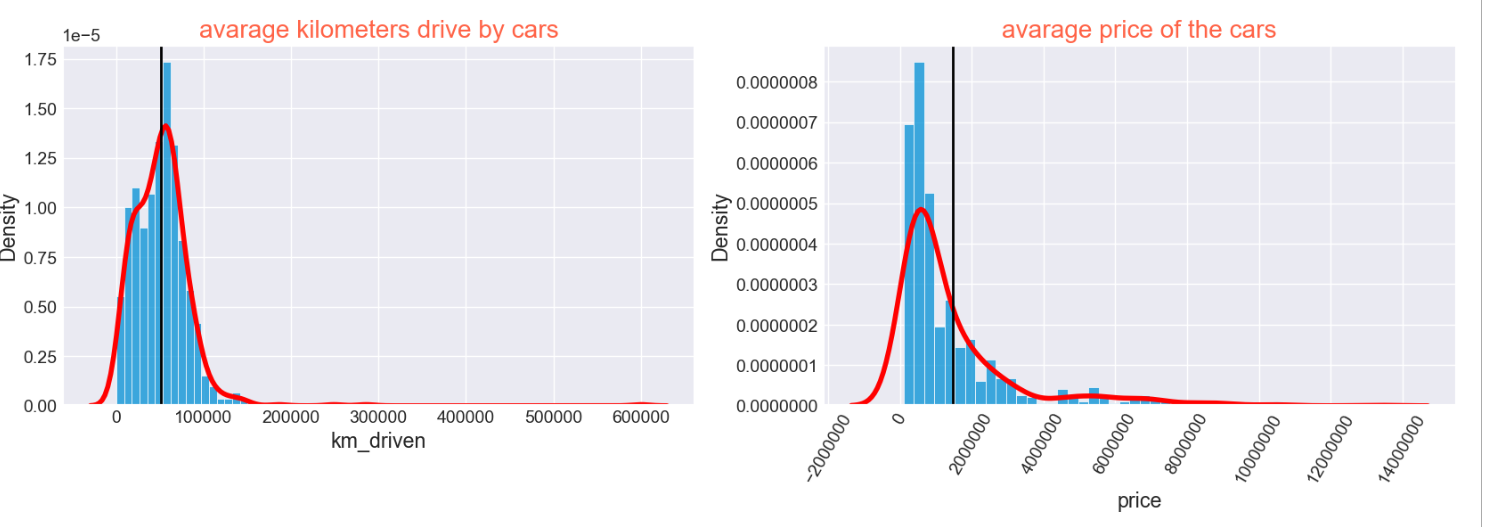 avarage kilometers drive by cars
1e−5
1.75
1.50
1.25
1.00
0.75
0.50
0.25
0.00
Density
0 100000 200000 300000 400000 500000 600000
km_driven
avarage price of the cars
0.0000008
0.0000007
0.0000006
0.0000005
0.0000004
0.0000003
0.0000002
0.0000001
0.0000000
Density
−2000000 0 2000000 4000000 6000000 8000000 10000000 12000000 14000000
price